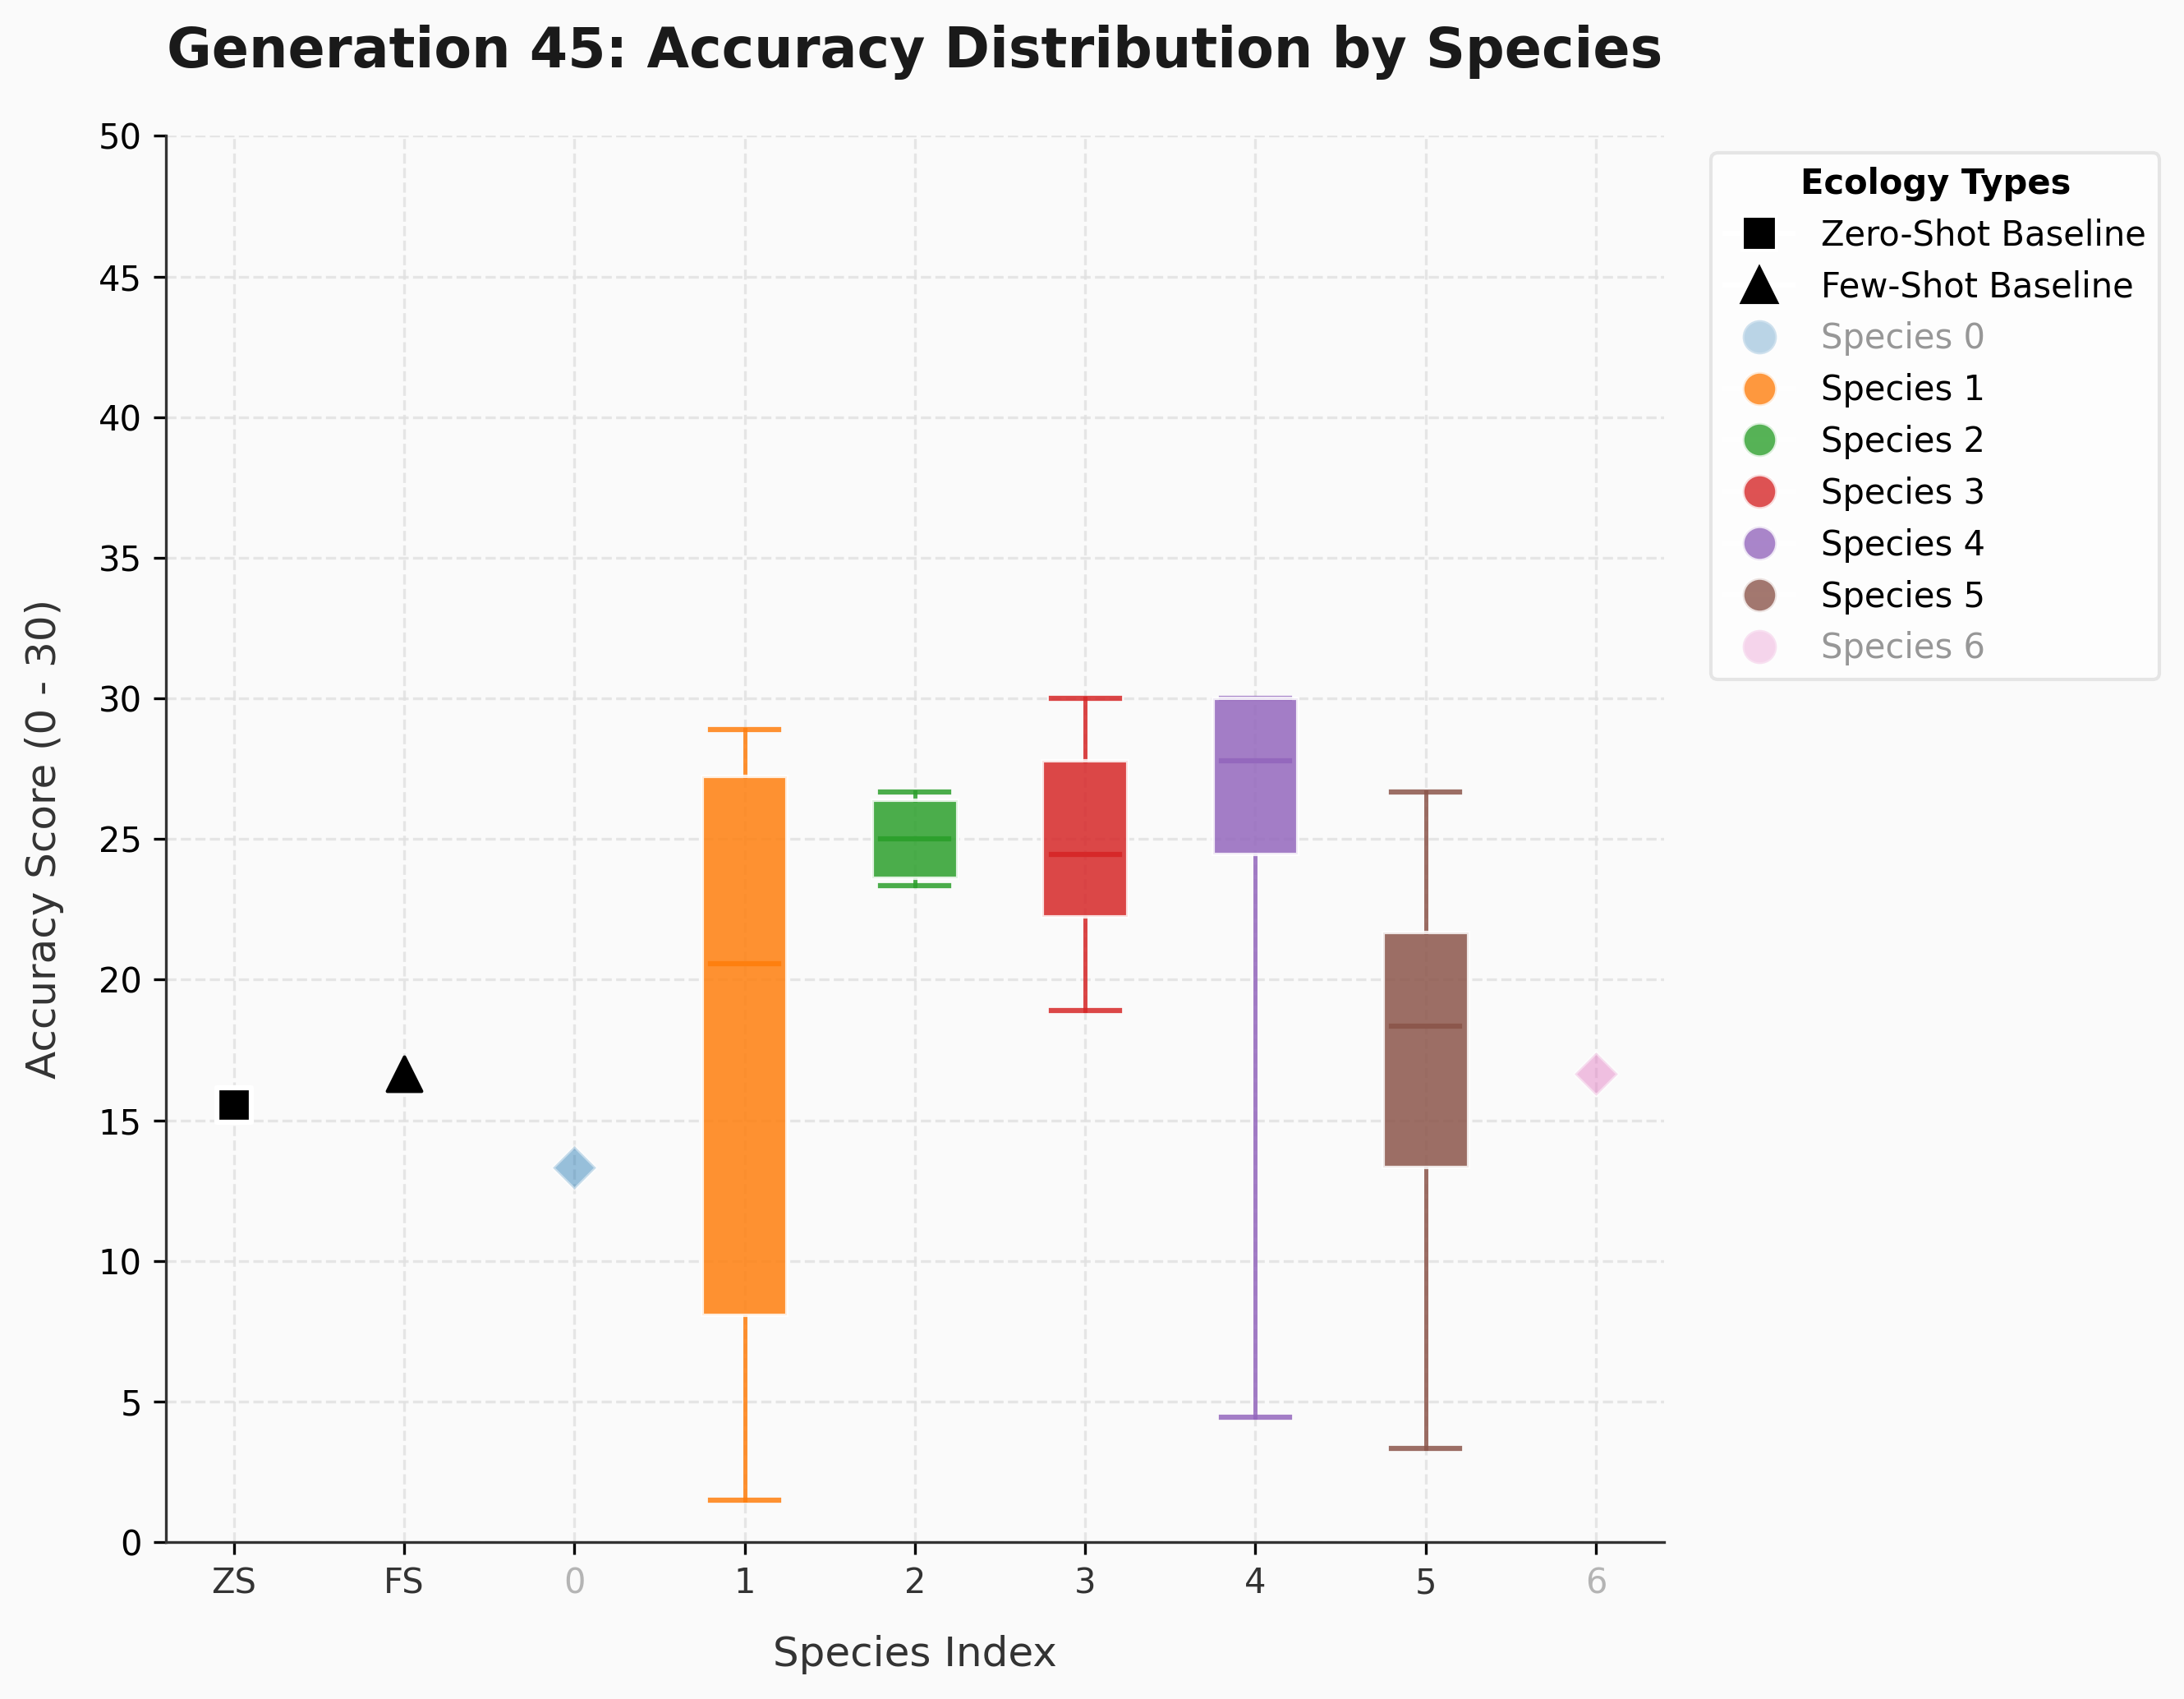 Generation 45: Accuracy Distribution by Species
50
45
40
35
30
25
20
15
10
5
0
Accuracy Score (0 - 30)
ZS FS 0 1 2 3 4 5 6
Species Index
Ecology Types
Zero-Shot Baseline
Few-Shot Baseline
Species 0
Species 1
Species 2
Species 3
Species 4
Species 5
Species 6